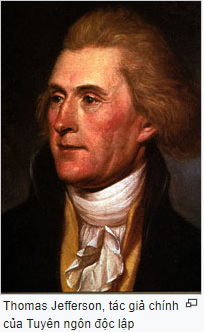 Thomas Jefferson, tác giả chính
của Tuyên ngôn độc lập